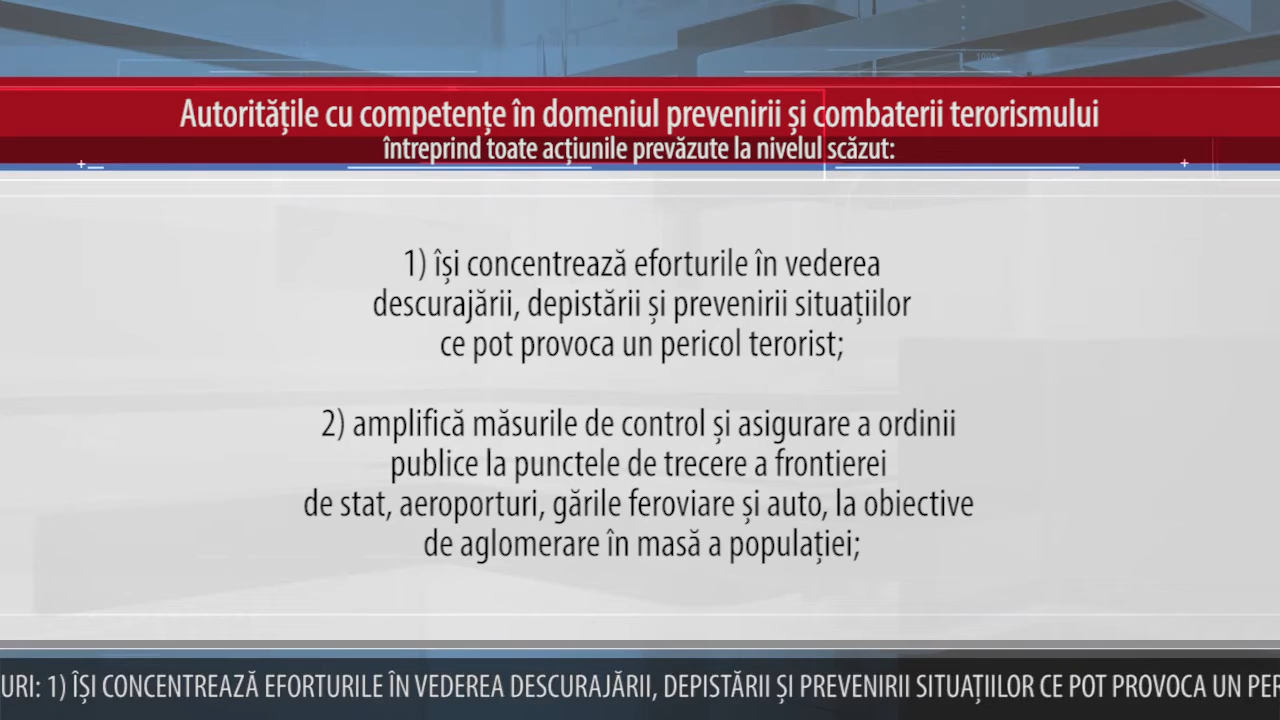 Autoritățile cu competențe în domeniul prevenirii și combaterii terorismului
întreprind toate acțiunile prevăzute la nivelul scăzut:
1) își concentrează eforturile în vederea
descurajării, depistării și prevenirii situațiilor
ce pot provoca un pericol terorist;
2) amplifică măsurile de control și asigurare a ordinii
publice la punctele de trecere a frontierei
de stat, aeroporturi, gările feroviare și auto, la obiective
de aglomerare în masă a populației;
URI: 1) ÎȘI CONCENTREAZĂ EFORTURILE ÎN VEDEREA DESCURAJĂRII, DEPISTĂRII ȘI PREVENIRII SITUAȚIILOR CE POT PROVOCA UN PER